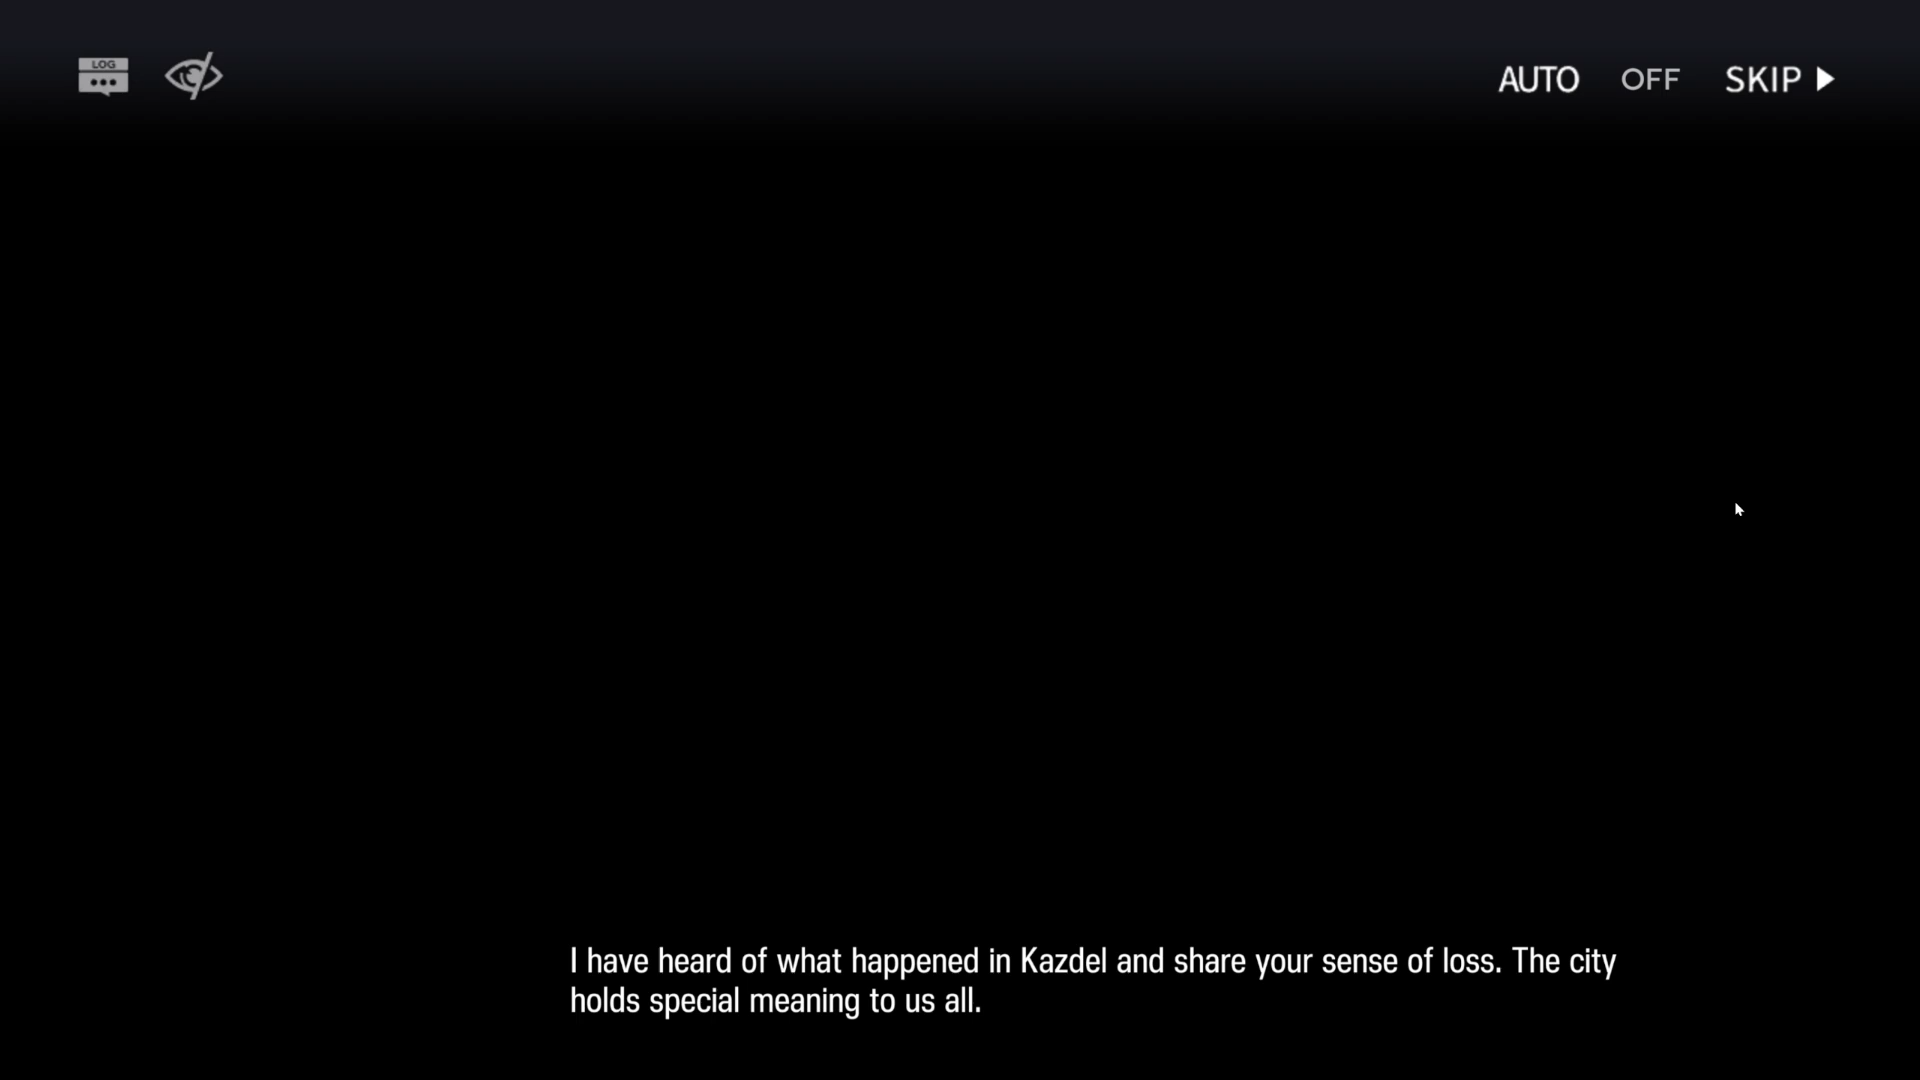 LOG
AUTO OFF SKIP
I have heard of what happened in Kazdel and share your sense of loss. The city
holds special meaning to us all.